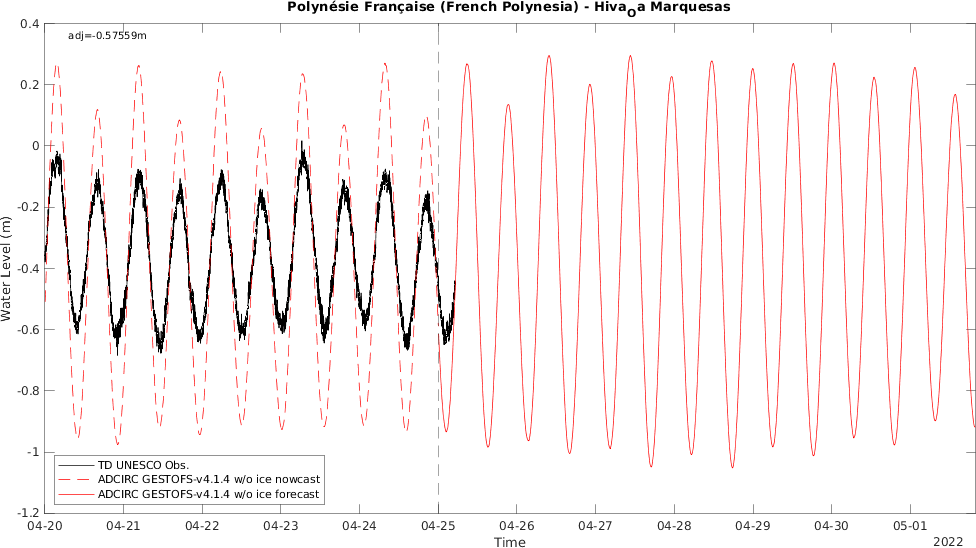 Polynésie Française (French Polynesia) - Hiva_Oa Marquesas
adj=-0.57559m
0.4
0.2
0
-0.2
-0.4
-0.6
-0.8
-1
-1.2
Water Level (m)
TD UNESCO Obs.
ADCIRC GESTOFS-v4.1.4 w/o ice nowcast
ADCIRC GESTOFS-v4.1.4 w/o ice forecast
04-20 04-21 04-22 04-23 04-24 04-25 04-26 04-27 04-28 04-29 04-30 05-01
Time
2022